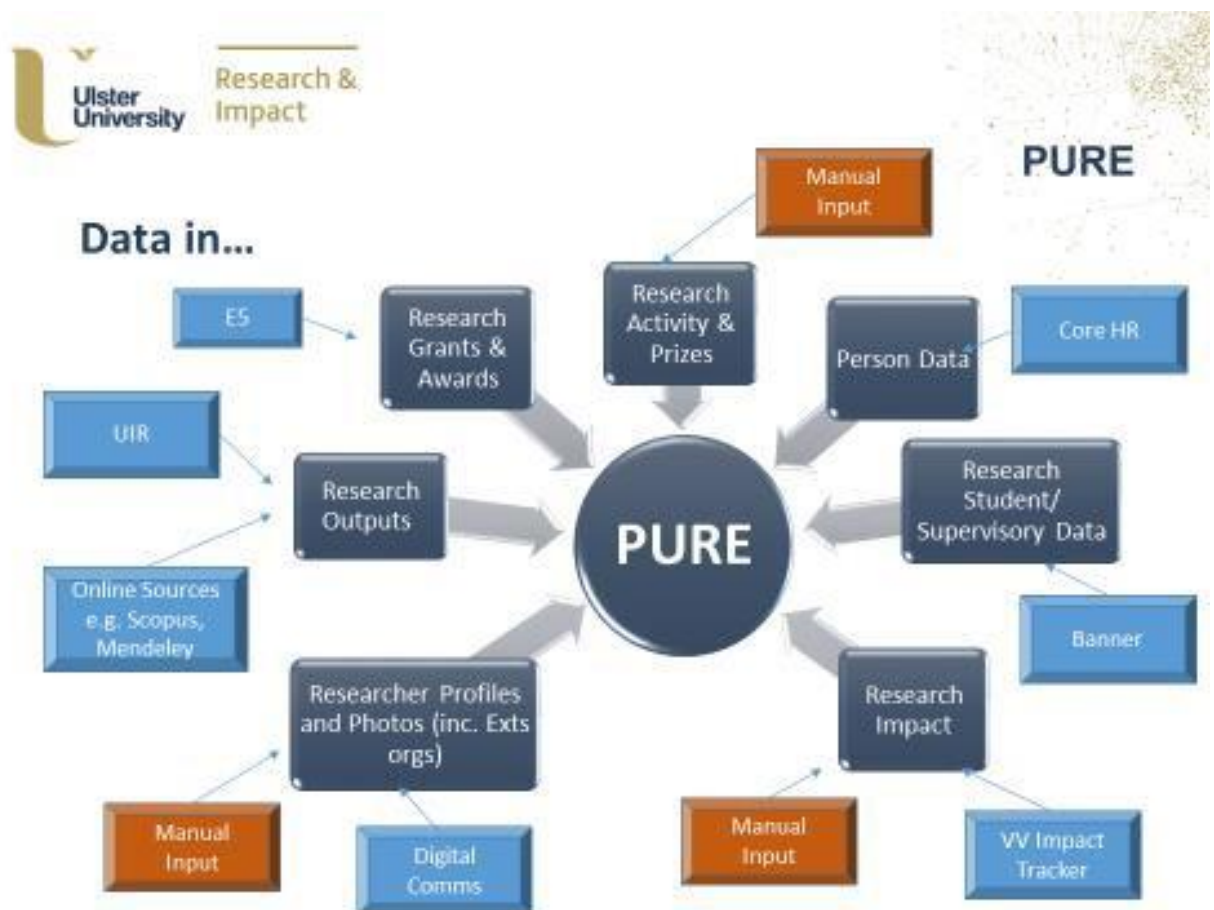 Ulster
University
Research &
Impact
PURE
Data in...
Manual
Input
E5
Research
Grants &
Awards
Research
Activity &
Prizes
Person Data
Core HR
UIR
Research
Outputs
PURE
Research
Student/
Supervisory Data
Online Sources
e.g. Scopus,
Mendeley
Banner
Researcher Profiles
and Photos (inc. Exts
orgs)
Research
Impact
Manual
Input
Digital
Comms
Manual
Input
VV Impact
Tracker